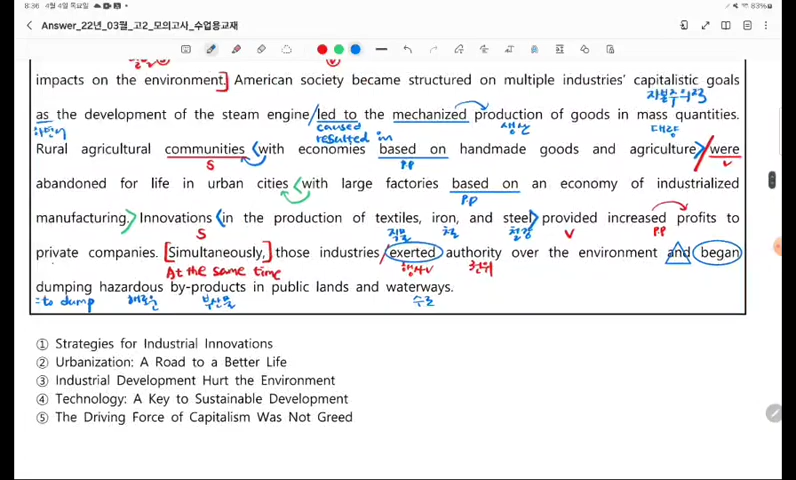 8:36 4월 4일 목요일
83%
Answer_22년_03월_고2_모의고사_수업용교재
impacts on the environment.] American society became structured on multiple industries' capitalistic goals
자본주의적
as the development of the steam engine/led to the mechanized production of goods in mass quantities.
caused 생산 대량
resulted in
Rural agricultural communities <with economies based on handmade goods and agriculture>/were
S PP V
abandoned for life in urban cities <with large factories based on an economy of industrialized
PP
manufacturing.> Innovations <in the production of textiles, iron, and steel> provided increased profits to
S 직물 철 철강 V PP
private companies. [Simultaneously,] those industries/exerted authority over the environment and began
At the same time 행사V 권위
dumping hazardous by-products in public lands and waterways.
=to dump 해로운 부산물 수로
① Strategies for Industrial Innovations
② Urbanization: A Road to a Better Life
③ Industrial Development Hurt the Environment
④ Technology: A Key to Sustainable Development
⑤ The Driving Force of Capitalism Was Not Greed